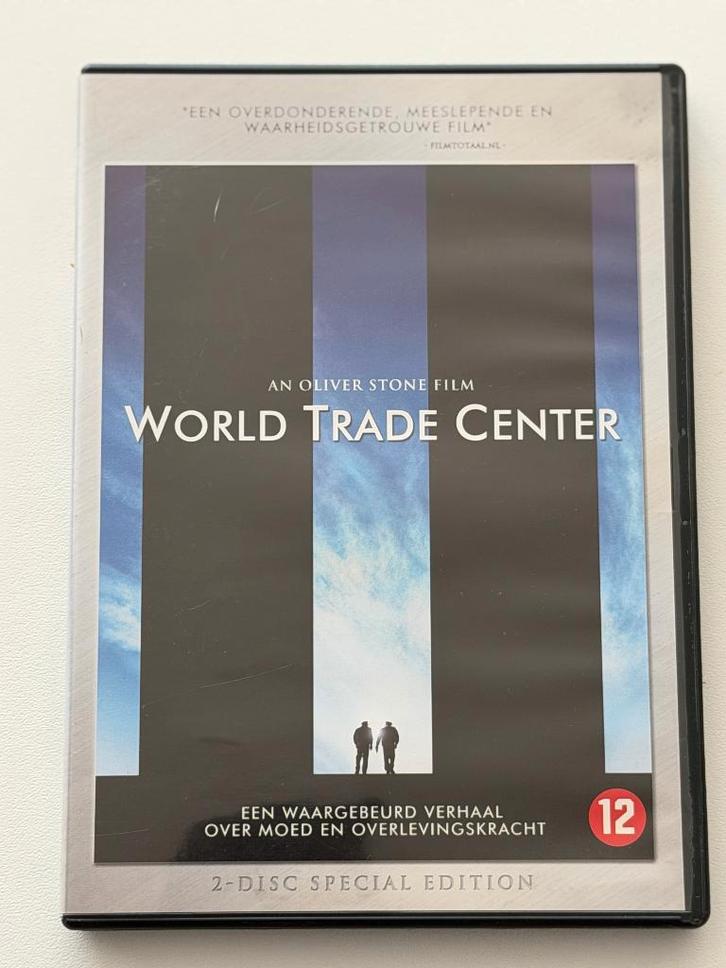 "EEN OVERDONDERENDE, MEESLEPENDE EN
WAARHEIDSGETROUWE FILM"
- FILMTOTAAL.NL -
AN OLIVER STONE FILM
WORLD TRADE CENTER
EEN WAARGEBEURD VERHAAL
OVER MOED EN OVERLEVINGSKRACHT
12
2-DISC SPECIAL EDITION